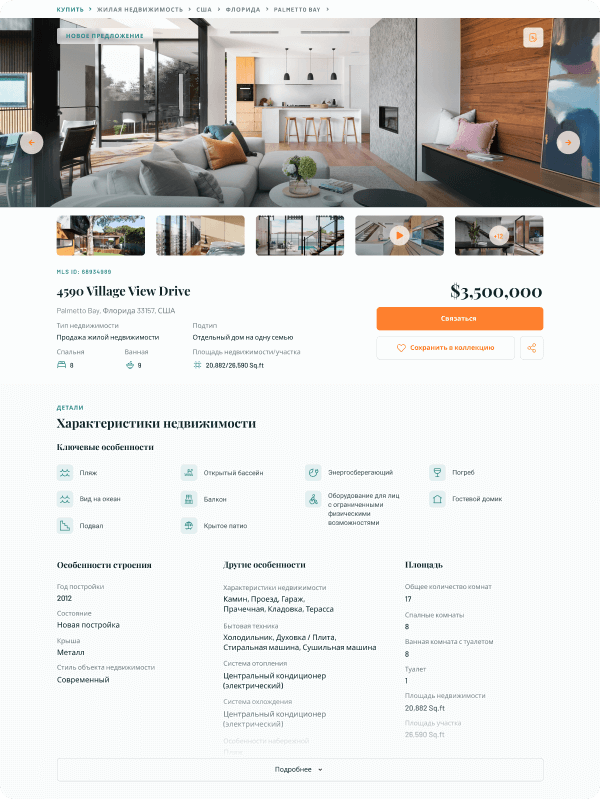 КУПИТЬ > ЖИЛАЯ НЕДВИЖИМОСТЬ > США > ФЛОРИДА > PALMETTO BAY >
НОВОЕ ПРЕДЛОЖЕНИЕ
+12
MLS ID: 68934989
4590 Village View Drive
$3,500,000
Palmetto Bay, Флорида 33157, США
Связаться
Тип недвижимости
Подтип
Продажа жилой недвижимости
Отдельный дом на одну семью
Сохранить в коллекцию
Спальня
Ванная
Площадь недвижимости/участка
8
9
20,882/26,590 Sq.ft
ДЕТАЛИ
Характеристики недвижимости
Ключевые особенности
Пляж
Открытый бассейн
Энергосберегающий
Погреб
Вид на океан
Балкон
Оборудование для лиц
с ограниченными
физическими
возможностями
Гостевой домик
Подвал
Крытое патио
Особенности строения
Год постройки
2012
Состояние
Новая постройка
Крыша
Металл
Стиль объекта недвижимости
Современный
Другие особенности
Характеристики недвижимости
Камин, Проезд, Гараж,
Прачечная, Кладовка, Терасса
Бытовая техника
Холодильник, Духовка / Плита,
Стиральная машина, Сушильная машина
Система отопления
Центральный кондиционер
(электрический)
Система охлаждения
Центральный кондиционер
(электрический)
Особенности набережной
Пляж
Площадь
Общее количество комнат
17
Спальные комнаты
8
Ванная комната с туалетом
8
Туалет
1
Площадь недвижимости
20,882 Sq.ft
Площадь участка
26,590 Sq.ft
Подробнее